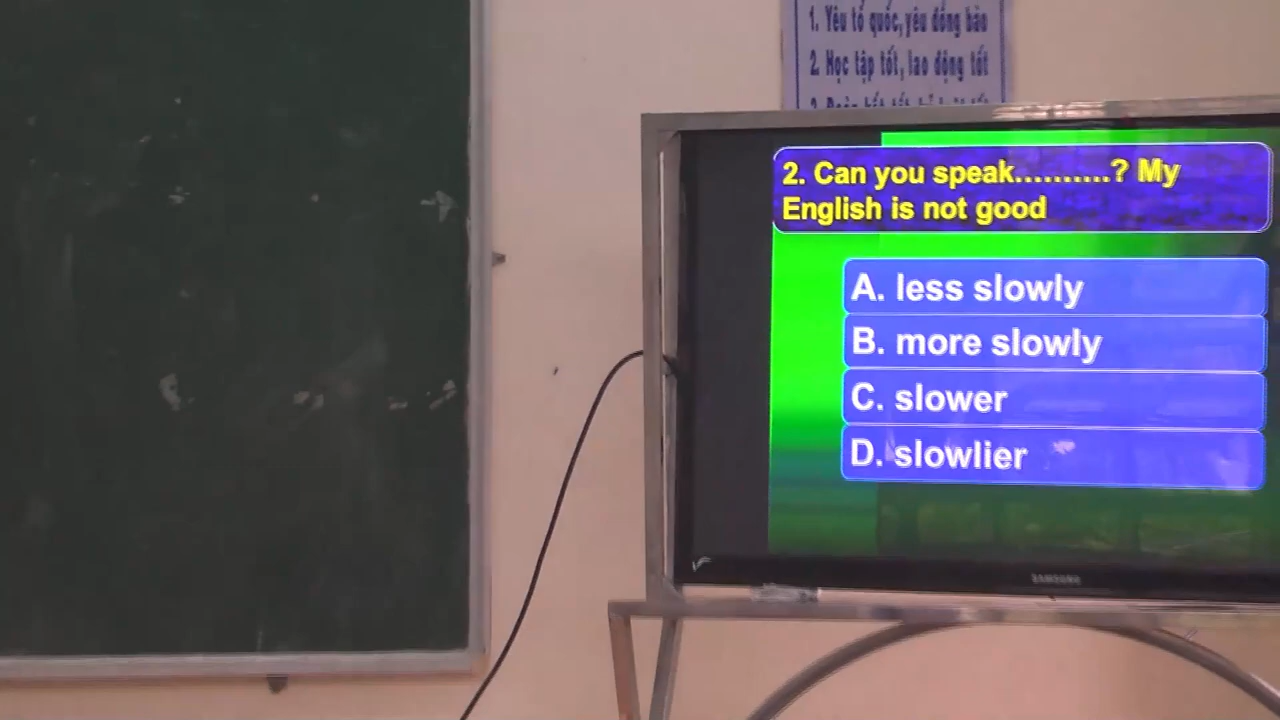 1. Yêu tổ quốc, yêu đồng bào
2. Học tập tốt, lao động tốt
2. Can you speak..........? My
English is not good
A. less slowly
B. more slowly
C. slower
D. slowlier
SAMSUNG